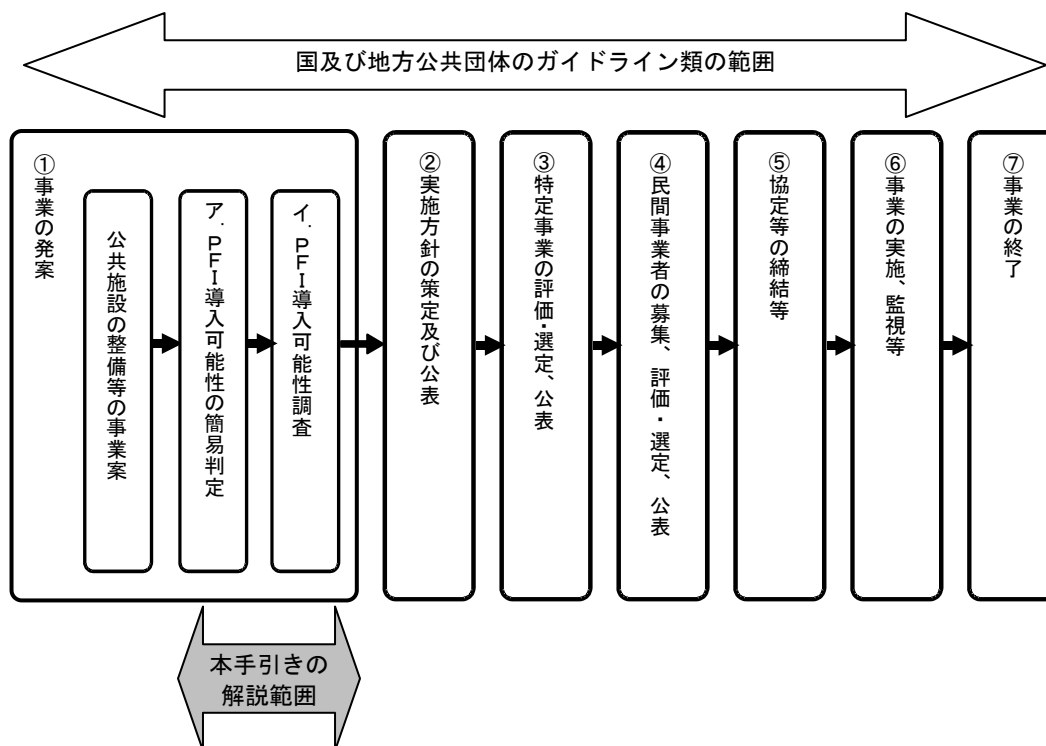 国及び地方公共団体のガイドライン類の範囲
①事業の発案
公共施設の整備等の事業案
ア．ＰＦＩ導入可能性の簡易判定
イ．ＰＦＩ導入可能性調査
②実施方針の策定及び公表
③特定事業の評価・選定、公表
④民間事業者の募集、評価・選定、公表
⑤協定等の締結等
⑥事業の実施、監視等
⑦事業の終了
本手引きの
解説範囲